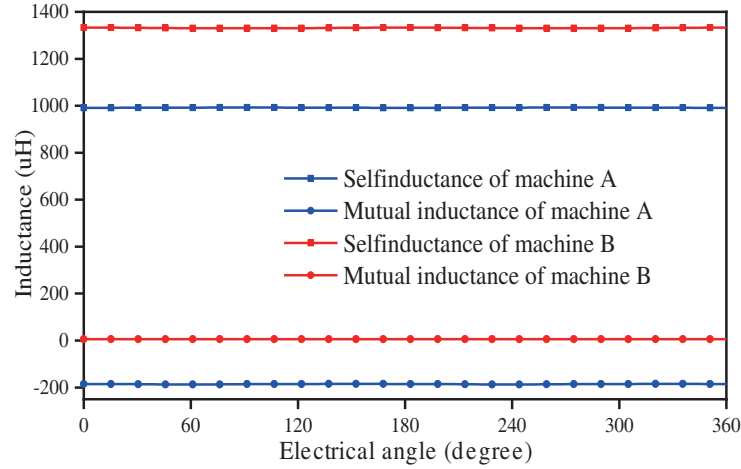 1400
1200
1000
800
600
400
200
0
-200
Inductance (uH)
Selfinductance of machine A
Mutual inductance of machine A
Selfinductance of machine B
Mutual inductance of machine B
0 60 120 180 240 300 360
Electrical angle (degree)